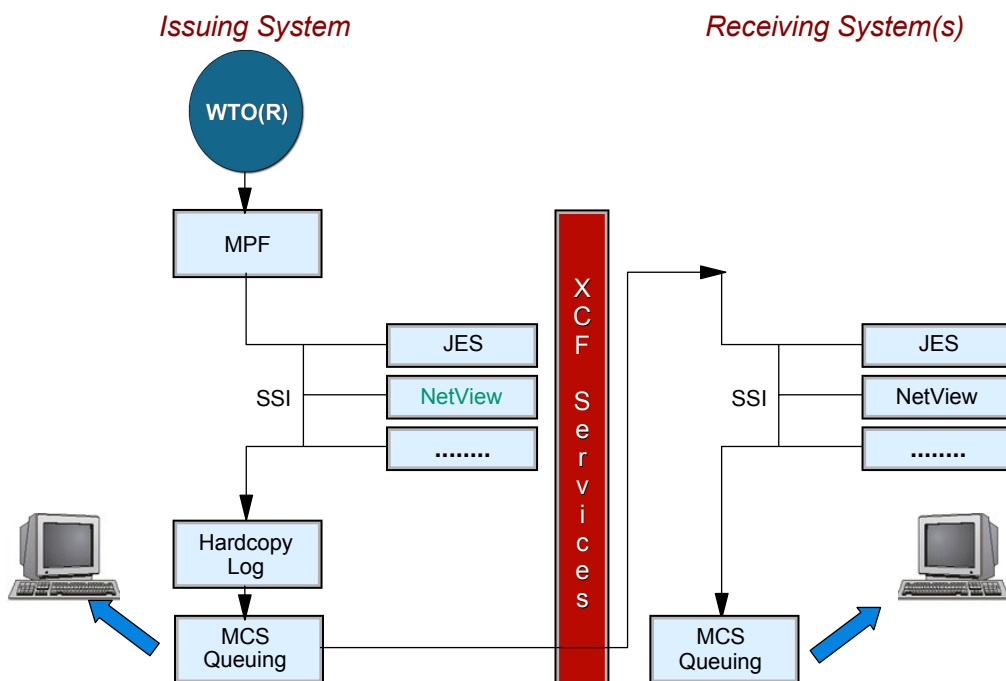 Issuing System
Receiving System(s)
WTO(R)
MPF
JES
SSI
NetView
........
Hardcopy
Log
MCS
Queuing
XCF Services
JES
SSI
NetView
........
MCS
Queuing